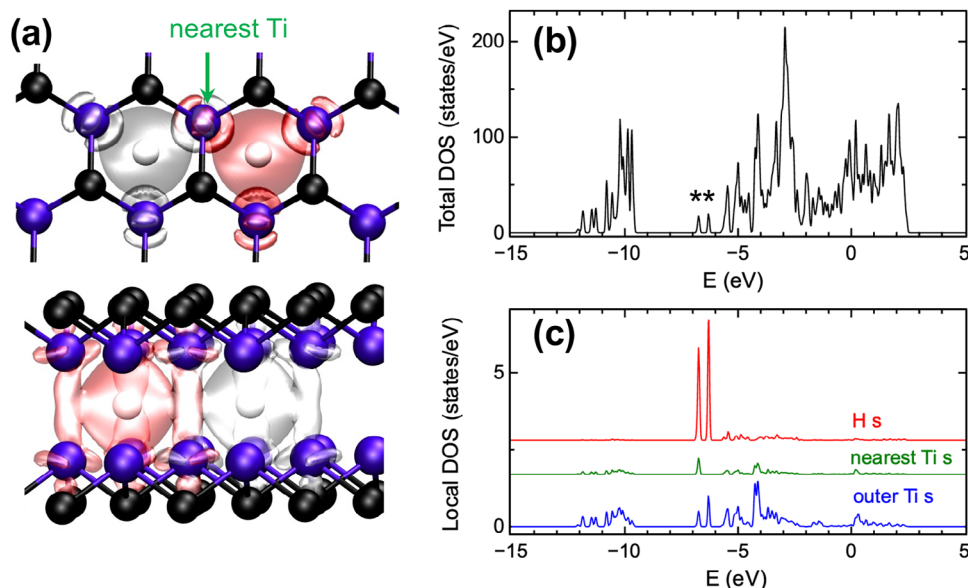 (a)
nearest Ti
(b)
Total DOS (states/eV)
200
100
0
**
−15
−10
−5
0
5
E (eV)
(c)
Local DOS (states/eV)
5
0
H s
nearest Ti s
outer Ti s
−15
−10
−5
0
5
E (eV)